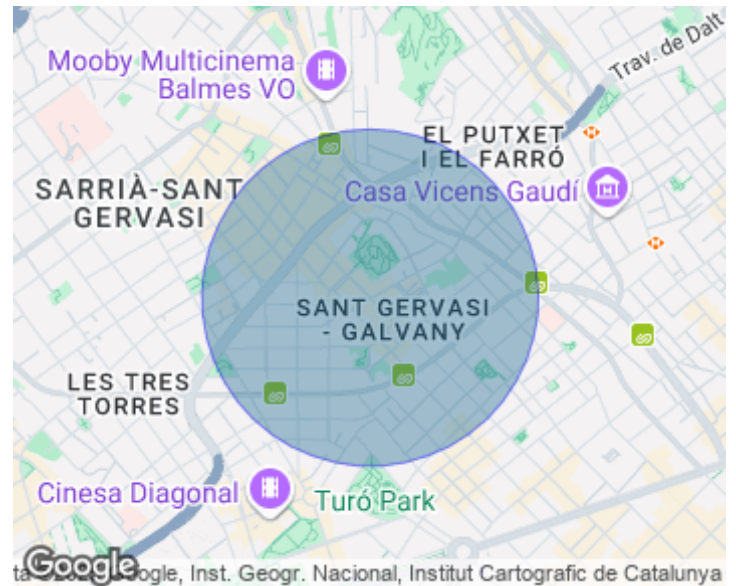 Mooby Multicinema
Balmes VO
Trav. de Dalt
EL PUTXET
I EL FARRÓ
Casa Vicens Gaudí
SARRIÀ-SANT
GERVASI
SANT GERVASI
- GALVANY
LES TRES
TORRES
Cinesa Diagonal
Turó Park
Google
Google, Inst. Geogr. Nacional, Institut Cartografic de Catalunya